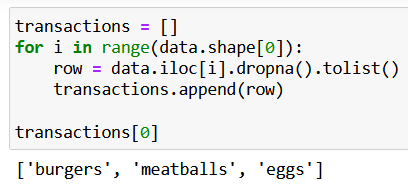 transactions = []
for i in range(data.shape[0]):
    row = data.iloc[i].dropna().tolist()
    transactions.append(row)

transactions[0]
['burgers', 'meatballs', 'eggs']